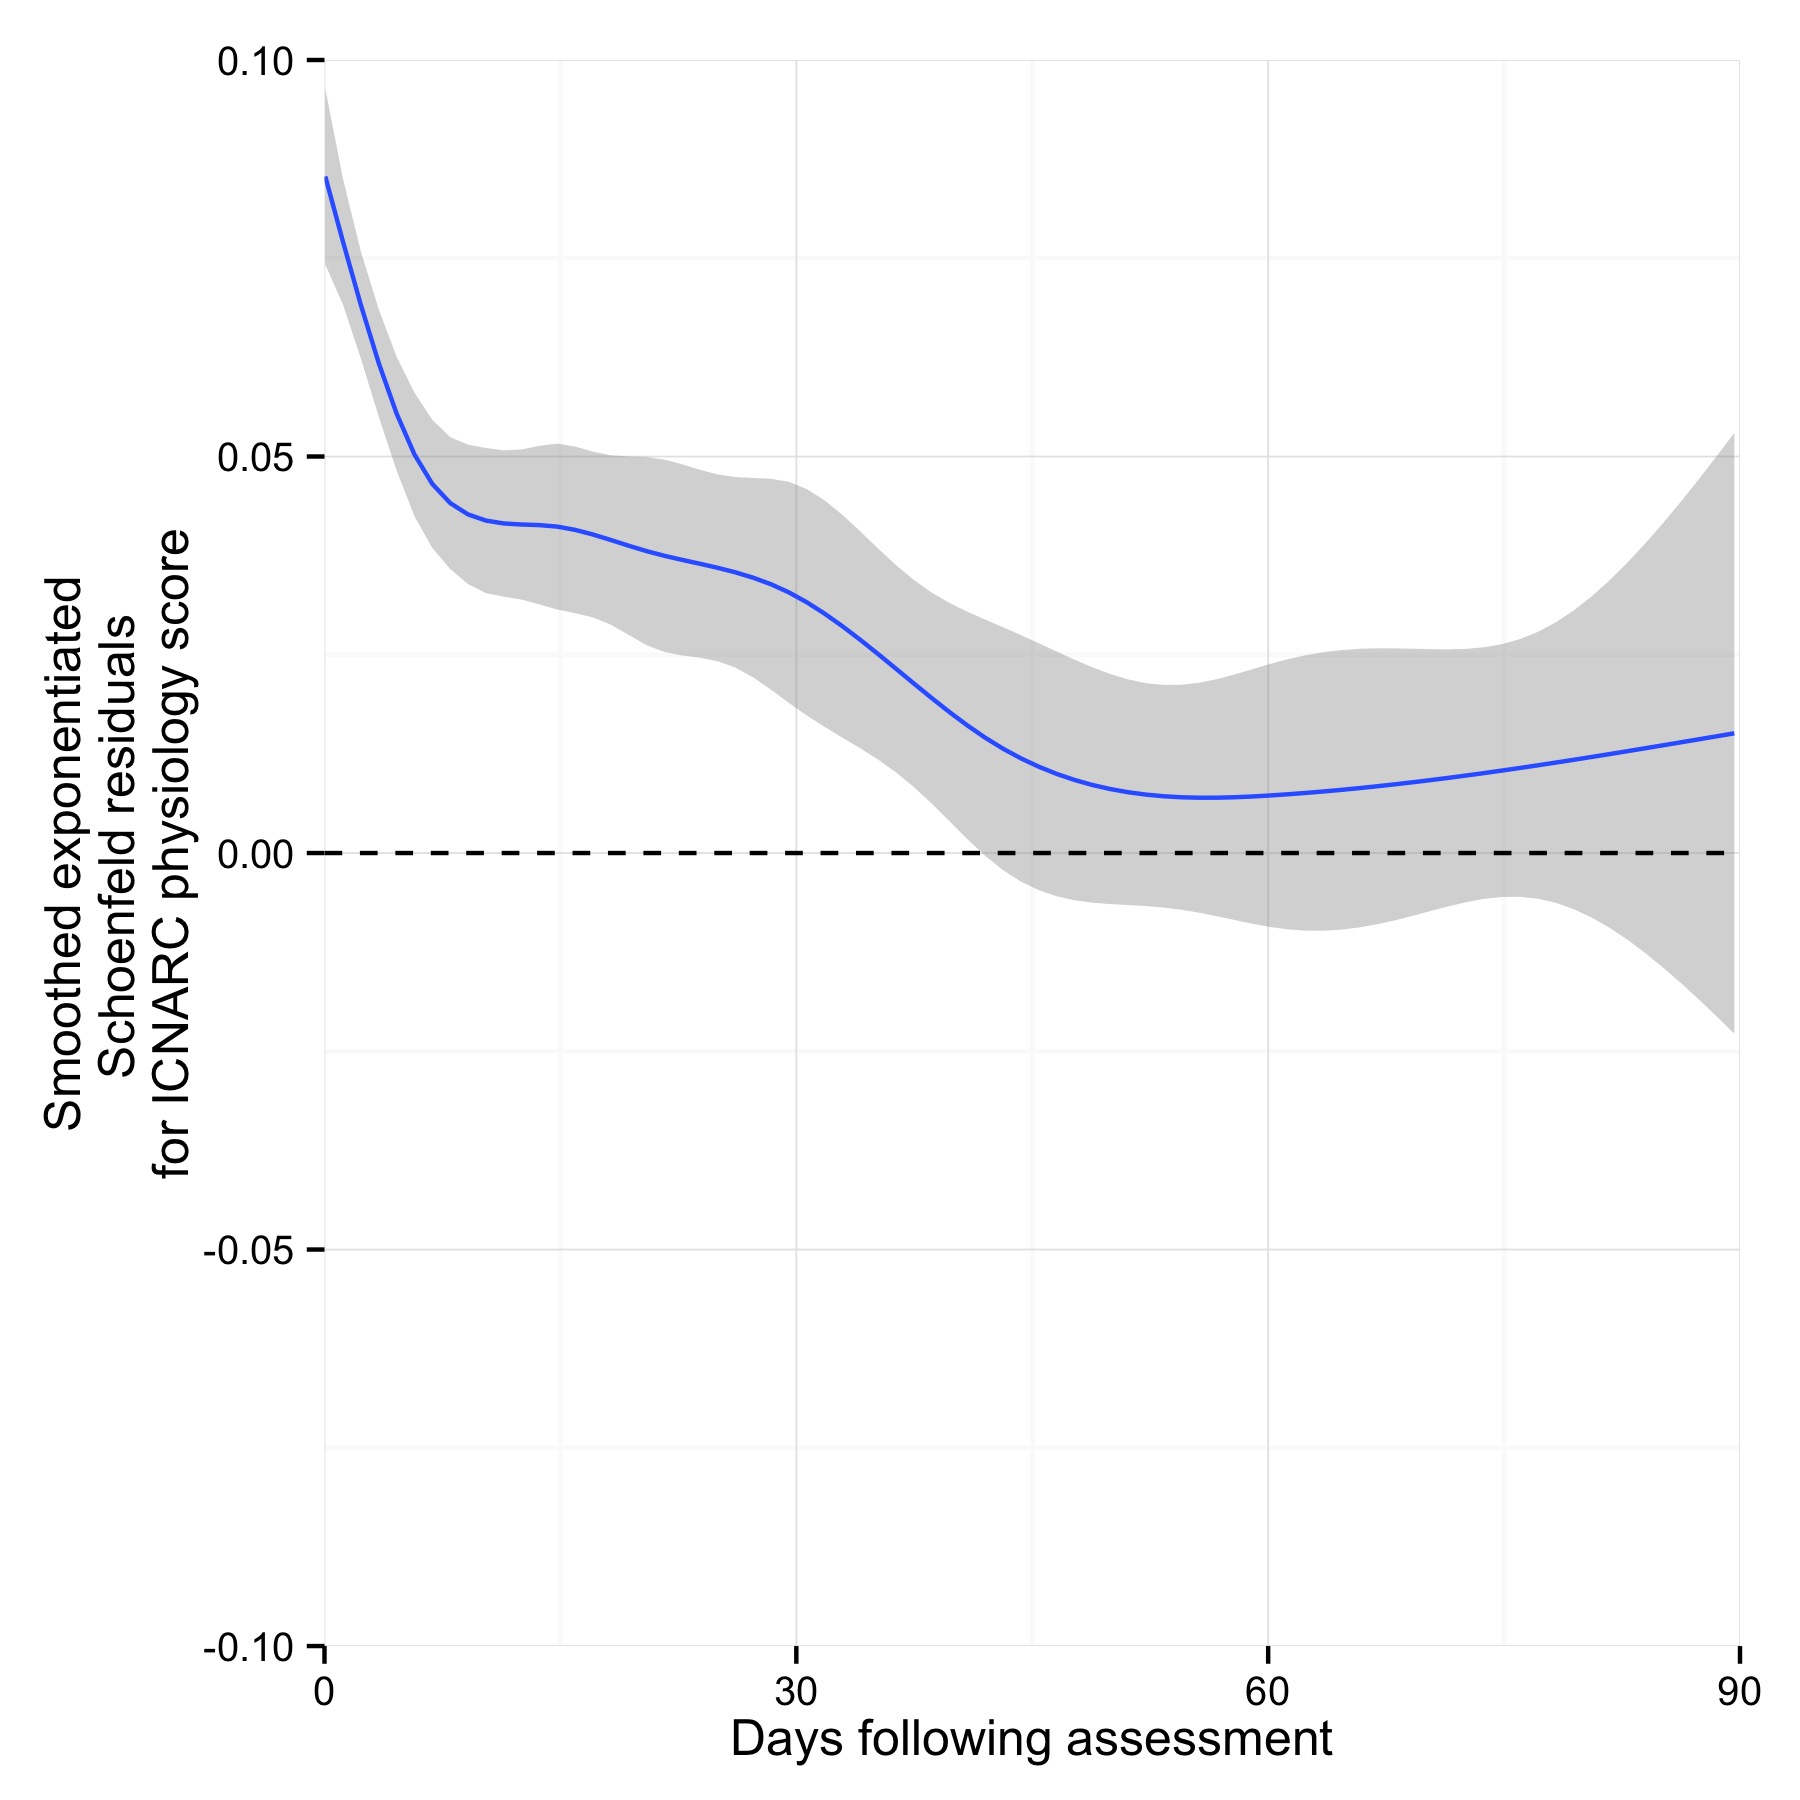 Smoothed exponentiated
Schoenfeld residuals
for ICNARC physiology score
0.10
0.05
0.00
-0.05
-0.10
0
30
60
90
Days following assessment